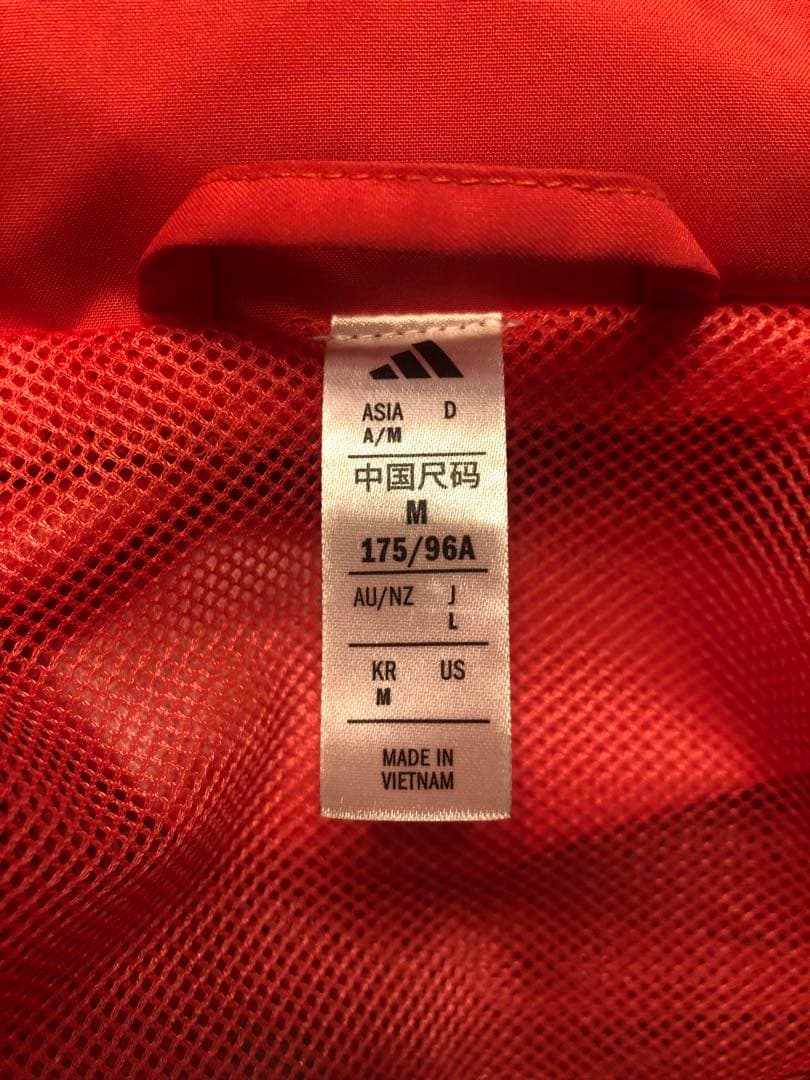 ASIA D
A/M
中国尺码
M
175/96A
AU/NZ J
L
KR US
M
MADE IN
VIETNAM